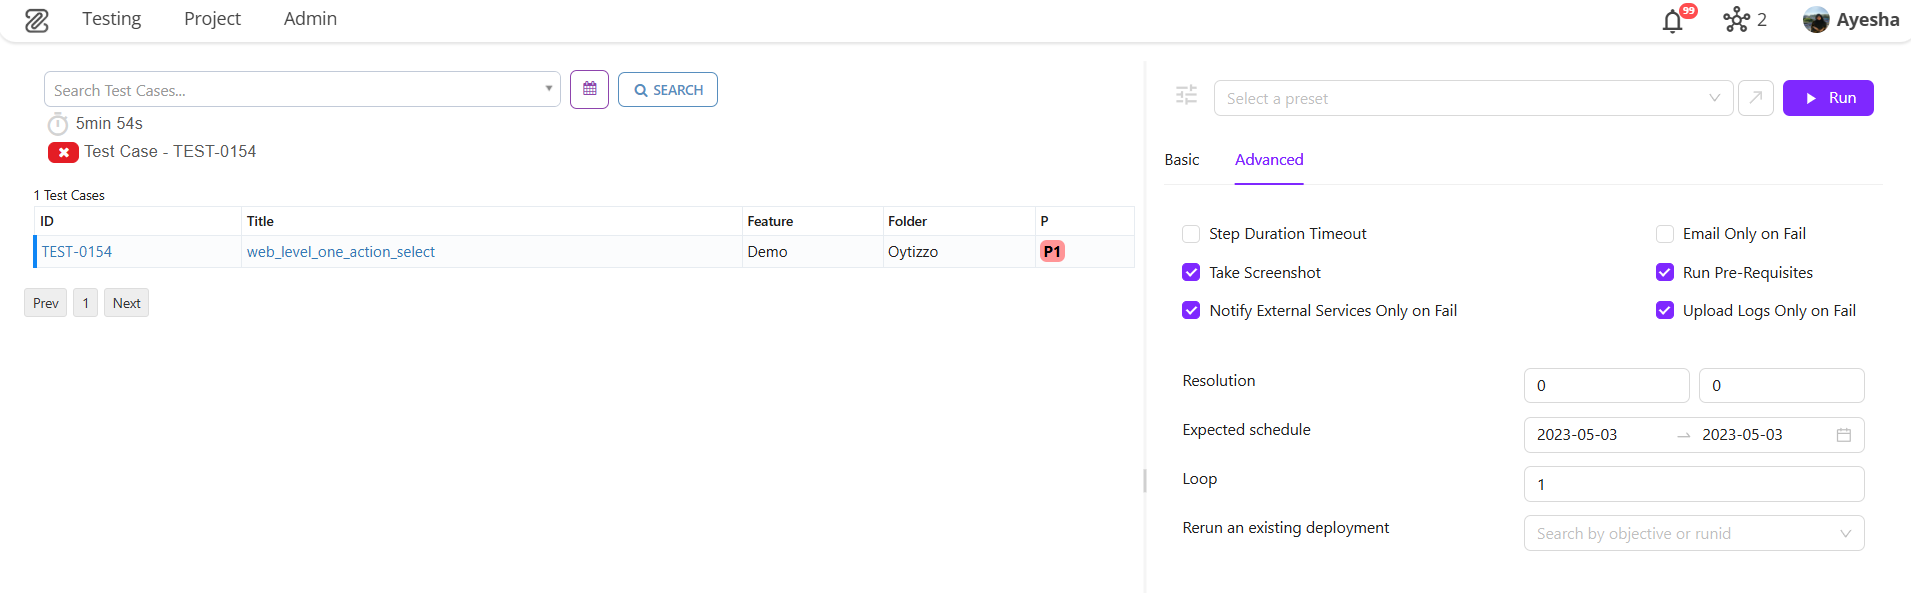 Testing Project Admin 99 2 Ayesha
Search Test Cases... SEARCH
5min 54s
Test Case - TEST-0154
1 Test Cases
ID Title Feature Folder P
TEST-0154 web_level_one_action_select Demo Oytizzo P1
Prev 1 Next
Select a preset Run
Basic Advanced
Step Duration Timeout Email Only on Fail
Take Screenshot Run Pre-Requisites
Notify External Services Only on Fail Upload Logs Only on Fail
Resolution 0 0
Expected schedule 2023-05-03 2023-05-03
Loop 1
Rerun an existing deployment Search by objective or runid